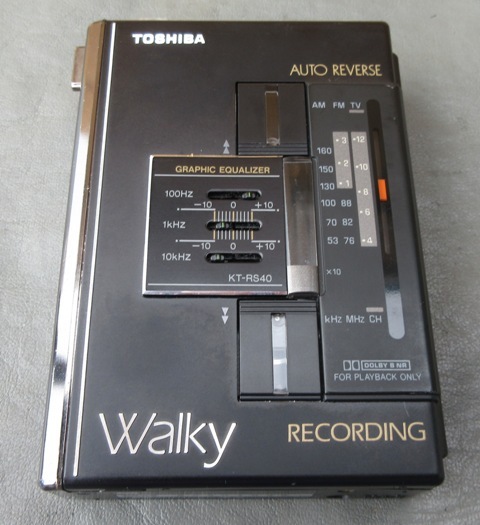 TOSHIBA
AUTO REVERSE
AM FM TV
GRAPHIC EQUALIZER
100Hz
−10 0 +10
1kHz
−10 0 +10
10kHz
KT-RS40
160
150
130
100 88
70 82
53 76
×10
3
2
1
12
10
8
6
4
kHz MHz CH
DOLBY B NR
FOR PLAYBACK ONLY
Walky
RECORDING